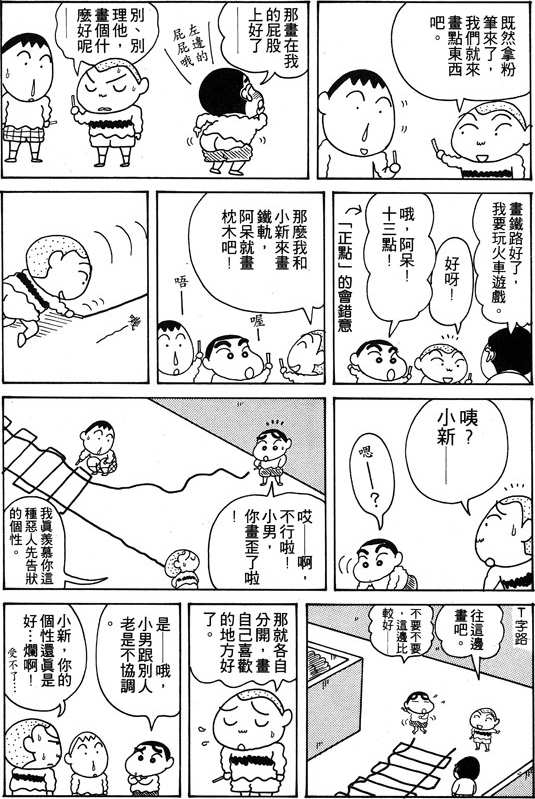 既然拿粉
筆來了，
我們就來
畫點東西
吧。
那畫在我
的屁股
上好了
左邊的
屁屁哦
別、別
理他，
畫個什
麼好呢
畫鐵路好了，
我要玩火車遊戲。
好呀！
哦，阿呆！
十三點！
「正點」的會錯意
那麼我和
小新來畫
鐵軌，
阿呆就畫
枕木吧！
喔——
唔——
咦？
小新——
嗯——？
哎——啊，
不行啦！
小男，
你畫歪了啦
！
我真羨慕你這
種惡人先告狀
的個性。
T字路
往這邊
畫吧。
不要不要
，這邊比
較好——
那就各自
分開，畫
自己喜歡
的地方好
了。
是——哦，
小男跟別人
老是不協調
。
小新，你的
個性還真是
好…爛啊！
受不了…